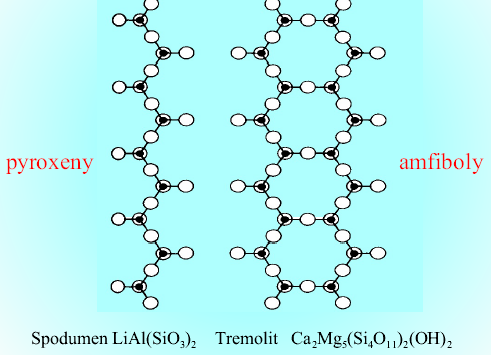 pyroxeny
amfiboly
Spodumen LiAl(SiO₃)₂ Tremolit Ca₂Mg₅(Si₄O₁₁)₂(OH)₂